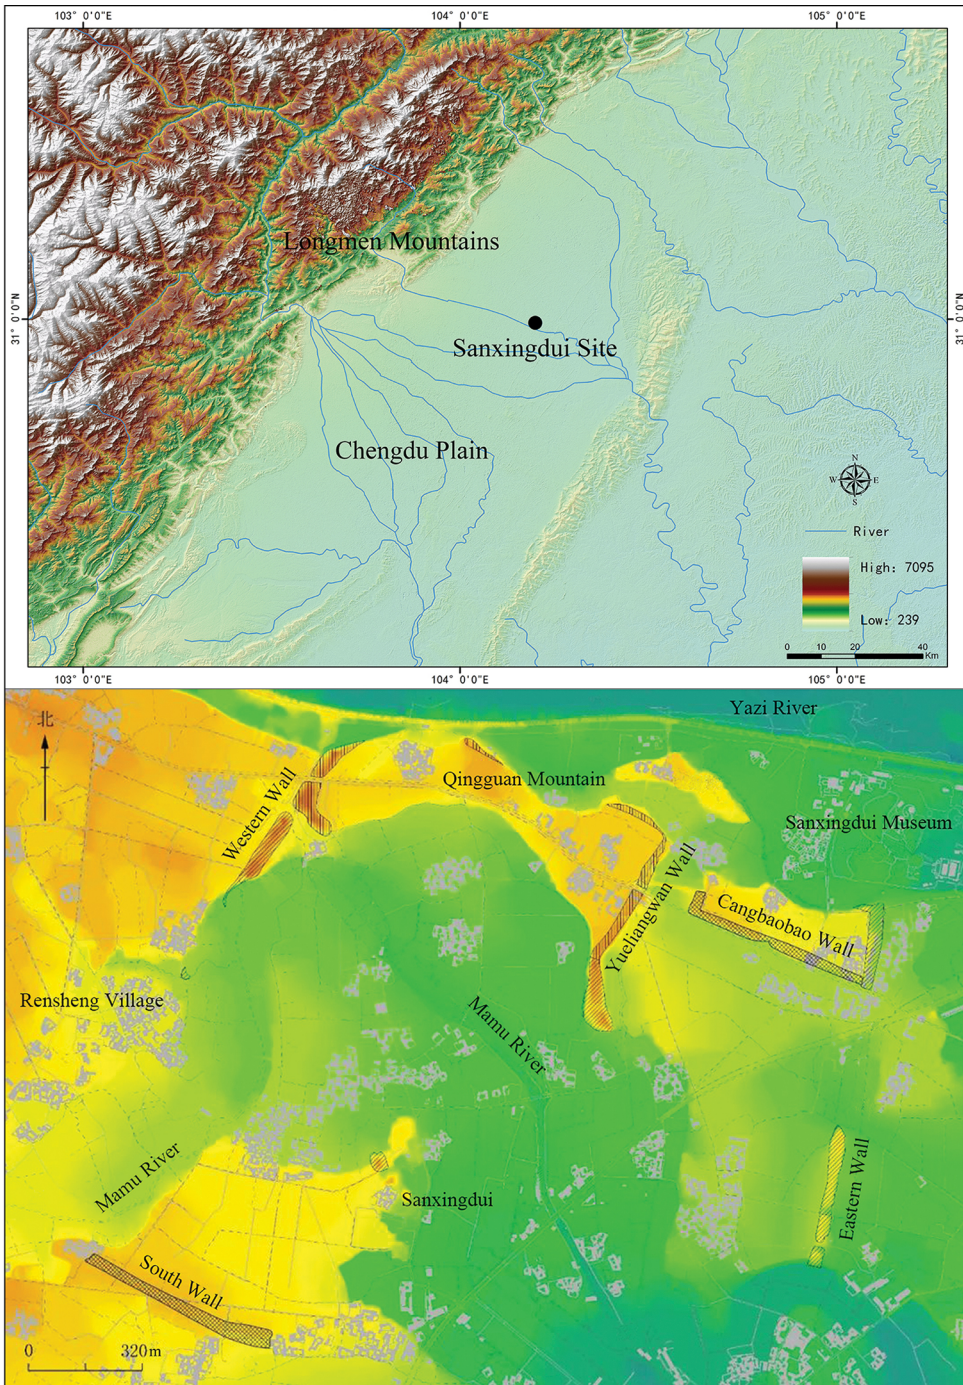 103° 0′0″E
104° 0′0″E
105° 0′0″E
31° 0′0″N
31° 0′0″N
Longmen Mountains
Sanxingdui Site
Chengdu Plain
N
W E
S
River
High: 7095
Low: 239
0 10 20 40
Km
103° 0′0″E
104° 0′0″E
105° 0′0″E
北
Yazi River
Qingguan Mountain
Western Wall
Sanxingdui Museum
Yueliangwan Wall
Cangbaobao Wall
Rensheng Village
Mamu River
Mamu River
Eastern Wall
Sanxingdui
South Wall
0 320m